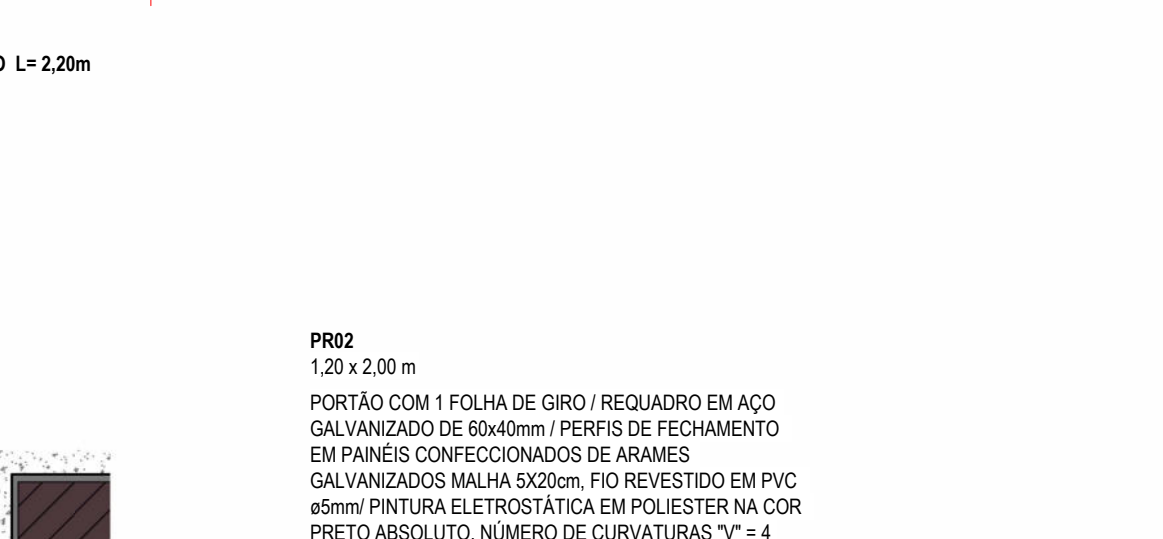 L= 2,20m
PR02
1,20 x 2,00 m
PORTÃO COM 1 FOLHA DE GIRO / REQUADRO EM AÇO
GALVANIZADO DE 60x40mm / PERFIS DE FECHAMENTO
EM PAINÉIS CONFECCIONADOS DE ARAMES
GALVANIZADOS MALHA 5X20cm, FIO REVESTIDO EM PVC
ø5mm/ PINTURA ELETROSTÁTICA EM POLIESTER NA COR
PRETO ABSOLUTO. NÚMERO DE CURVATURAS "V" = 4